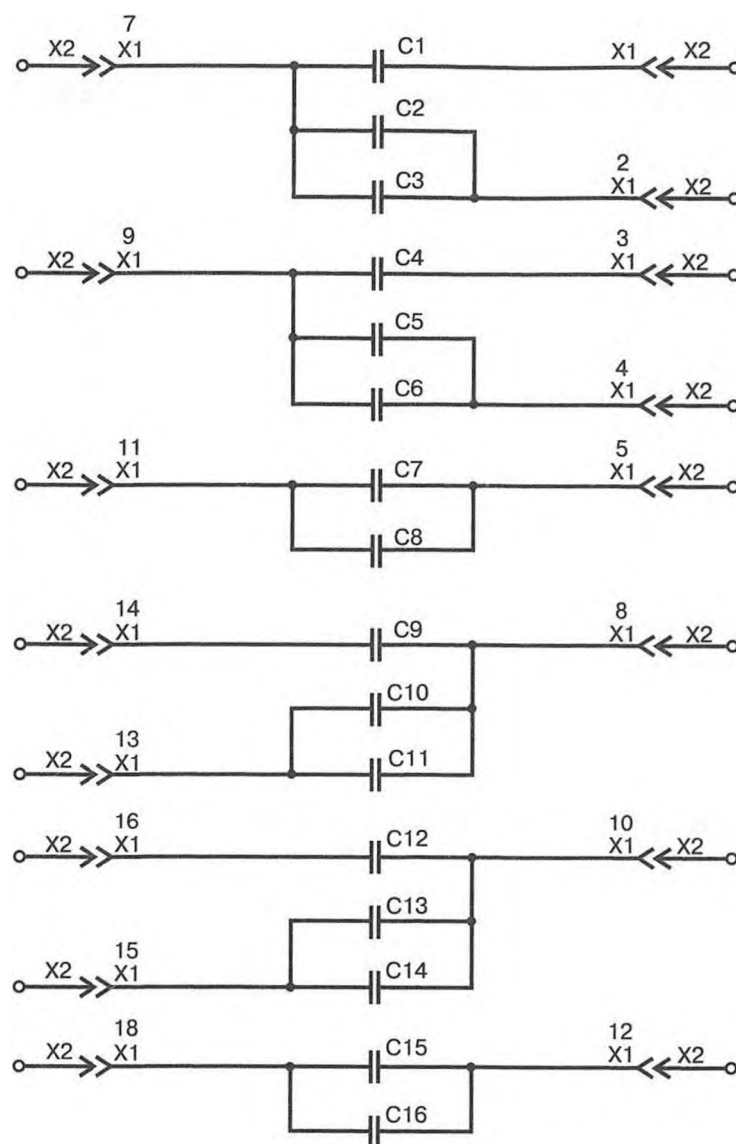 7
X2 X1 C1 X1 X2
C2
2
C3 X1 X2
9 3
X2 X1 C4 X1 X2
C5
4
C6 X1 X2
11 5
X2 X1 C7 X1 X2
C8
14 8
X2 X1 C9 X1 X2
C10
13
X2 X1 C11
16 10
X2 X1 C12 X1 X2
C13
15
X2 X1 C14
18 12
X2 X1 C15 X1 X2
C16